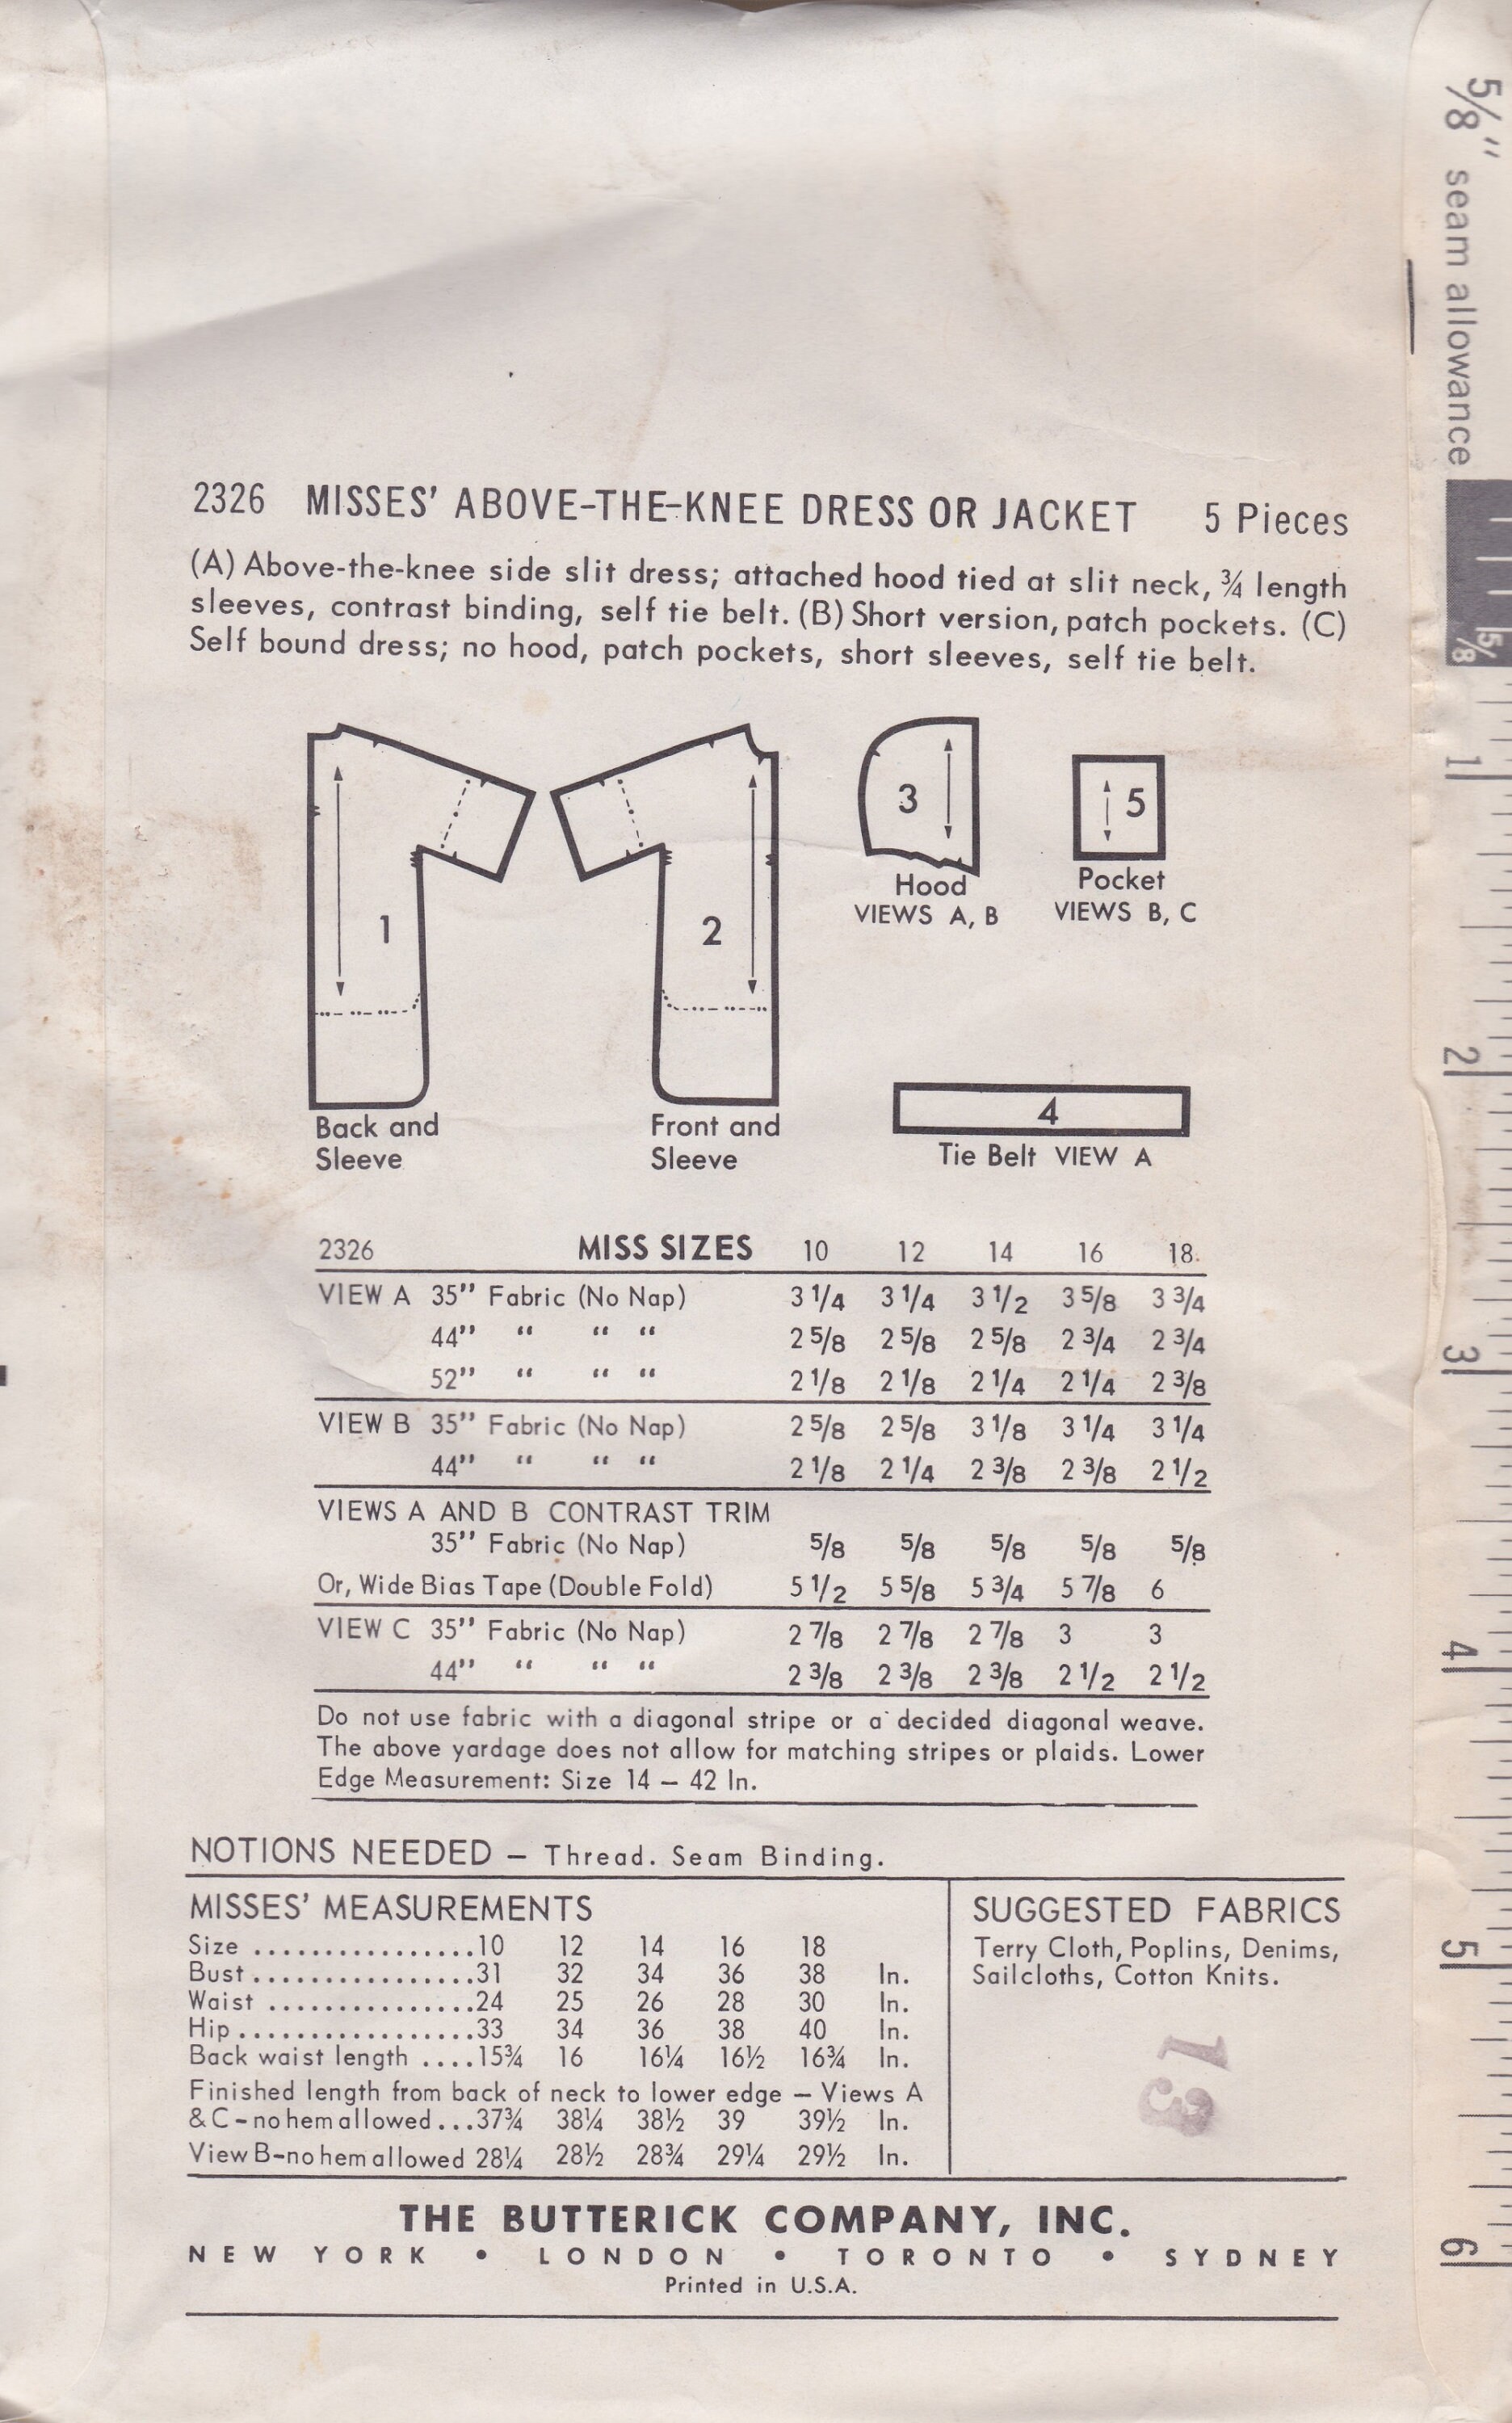 5/8" seam allowance
5/8
1
2
3
4
5
6
2326 MISSES' ABOVE-THE-KNEE DRESS OR JACKET 5 Pieces
(A) Above-the-knee side slit dress; attached hood tied at slit neck, ¾ length
sleeves, contrast binding, self tie belt. (B) Short version, patch pockets. (C)
Self bound dress; no hood, patch pockets, short sleeves, self tie belt.
1
Back and
Sleeve
2
Front and
Sleeve
3
Hood
VIEWS A, B
5
Pocket
VIEWS B, C
4
Tie Belt VIEW A
2326 MISS SIZES 10 12 14 16 18
VIEW A 35" Fabric (No Nap) 3 1/4 3 1/4 3 1/2 3 5/8 3 3/4
44" " " " 2 5/8 2 5/8 2 5/8 2 3/4 2 3/4
52" " " " 2 1/8 2 1/8 2 1/4 2 1/4 2 3/8
VIEW B 35" Fabric (No Nap) 2 5/8 2 5/8 3 1/8 3 1/4 3 1/4
44" " " " 2 1/8 2 1/4 2 3/8 2 3/8 2 1/2
VIEWS A AND B CONTRAST TRIM
35" Fabric (No Nap) 5/8 5/8 5/8 5/8 5/8
Or, Wide Bias Tape (Double Fold) 5 1/2 5 5/8 5 3/4 5 7/8 6
VIEW C 35" Fabric (No Nap) 2 7/8 2 7/8 2 7/8 3 3
44" " " " 2 3/8 2 3/8 2 3/8 2 1/2 2 1/2
Do not use fabric with a diagonal stripe or a decided diagonal weave.
The above yardage does not allow for matching stripes or plaids. Lower
Edge Measurement: Size 14 – 42 In.
NOTIONS NEEDED – Thread. Seam Binding.
MISSES' MEASUREMENTS
Size ................10 12 14 16 18
Bust ................31 32 34 36 38 In.
Waist ...............24 25 26 28 30 In.
Hip.................33 34 36 38 40 In.
Back waist length ....15¾ 16 16¼ 16½ 16¾ In.
Finished length from back of neck to lower edge – Views A
& C – no hem allowed ...37¾ 38¼ 38½ 39 39½ In.
View B–no hem allowed 28¼ 28½ 28¾ 29¼ 29½ In.
SUGGESTED FABRICS
Terry Cloth, Poplins, Denims,
Sailcloths, Cotton Knits.
13
THE BUTTERICK COMPANY, INC.
NEW YORK • LONDON • TORONTO • SYDNEY
Printed in U.S.A.